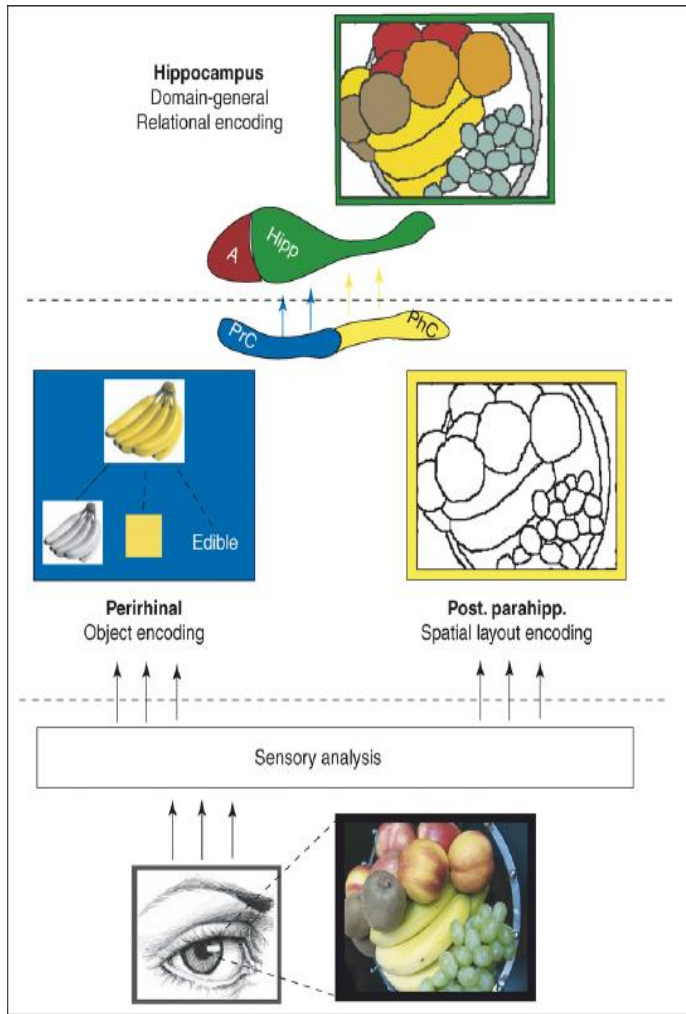 Hippocampus
Domain-general
Relational encoding
A
Hipp
PrC
PhC
Edible
Perirhinal
Object encoding
Post. parahipp.
Spatial layout encoding
Sensory analysis